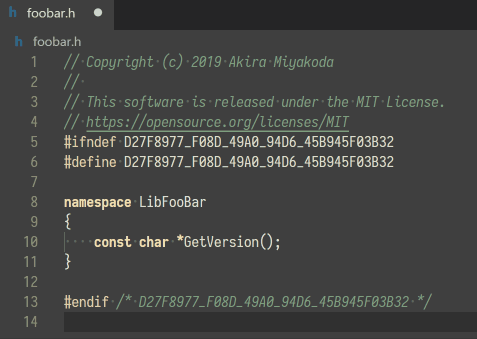 foobar.h
foobar.h
1 // Copyright (c) 2019 Akira Miyakoda
2 //
3 // This software is released under the MIT License.
4 // https://opensource.org/licenses/MIT
5 #ifndef D27F8977_F08D_49A0_94D6_45B945F03B32
6 #define D27F8977_F08D_49A0_94D6_45B945F03B32
7
8 namespace LibFooBar
9 {
10     const char *GetVersion();
11 }
12
13 #endif /* D27F8977_F08D_49A0_94D6_45B945F03B32 */
14